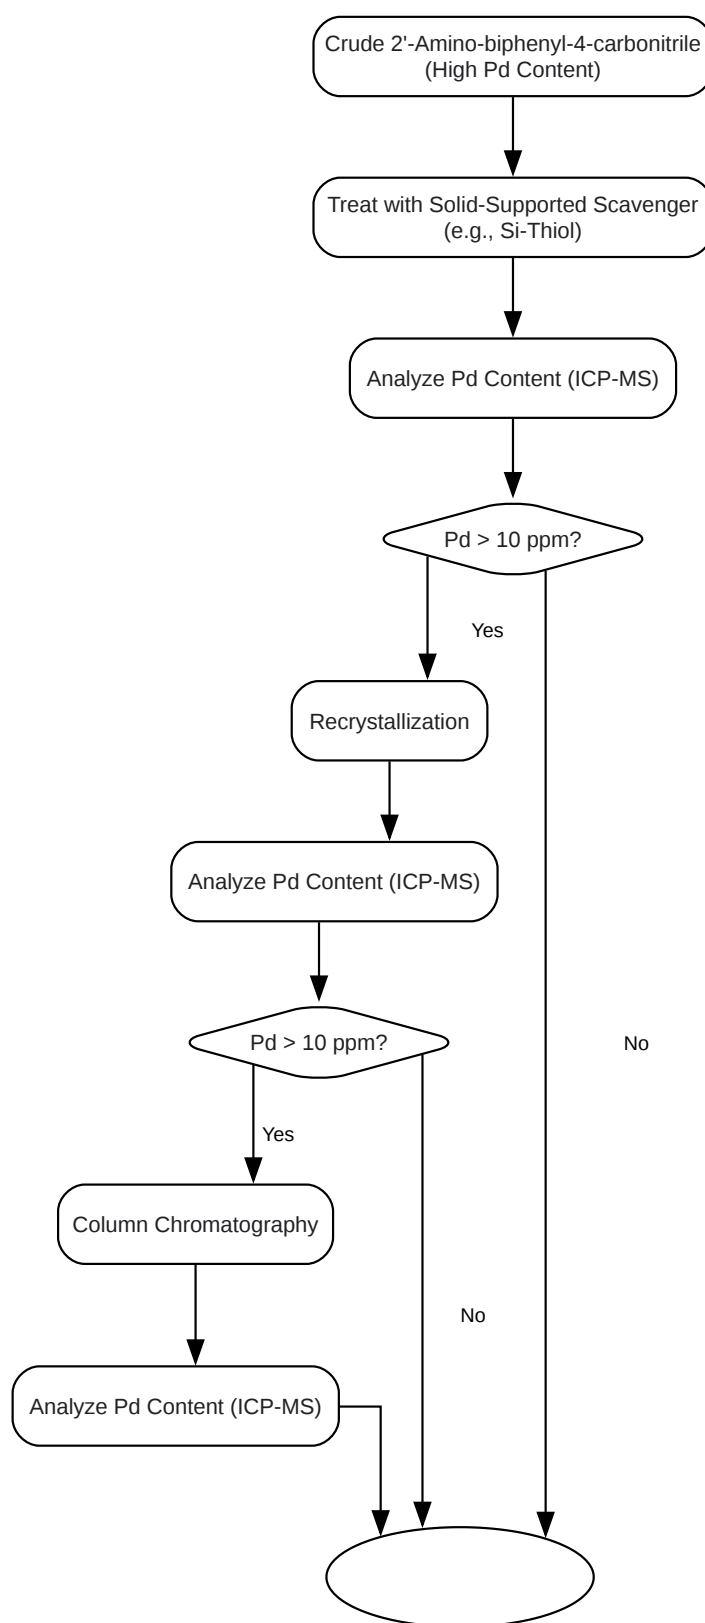 Crude 2'-Amino-biphenyl-4-carbonitrile
(High Pd Content)
Treat with Solid-Supported Scavenger
(e.g., Si-Thiol)
Analyze Pd Content (ICP-MS)
Pd > 10 ppm?
Yes
Recrystallization
Analyze Pd Content (ICP-MS)
Pd > 10 ppm?
No
Yes
Column Chromatography
No
Analyze Pd Content (ICP-MS)